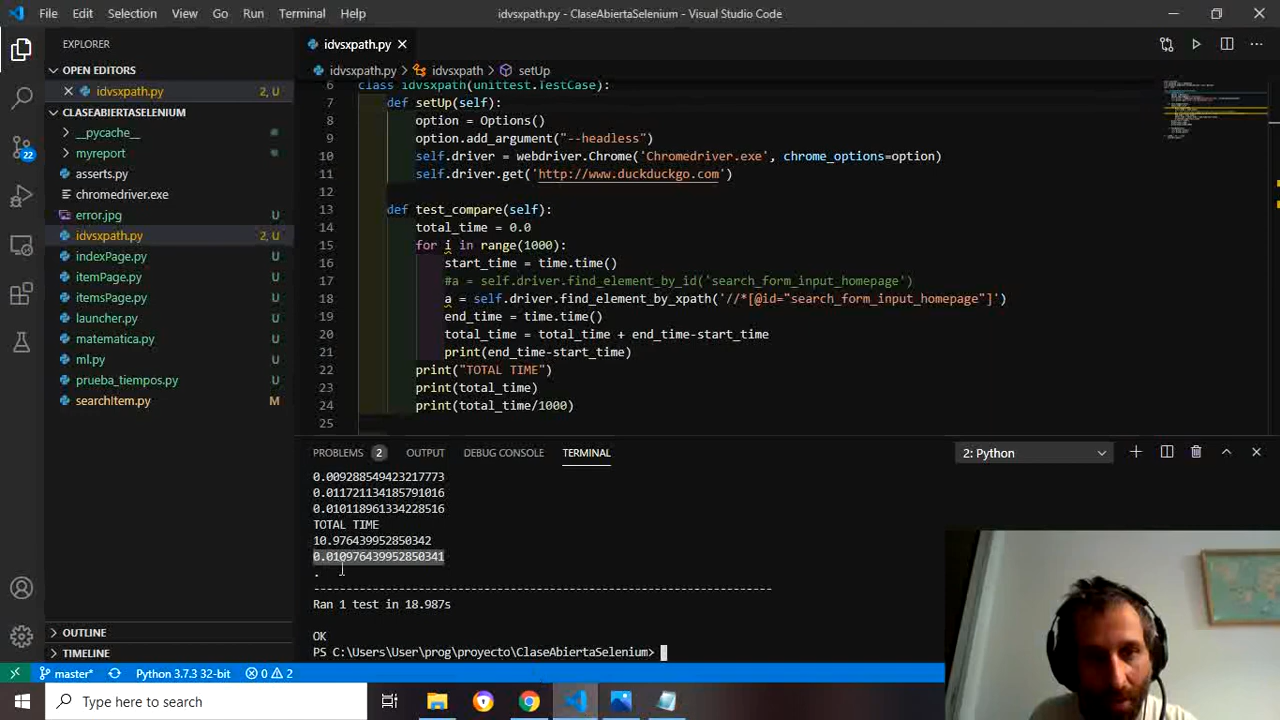 File Edit Selection View Go Run Terminal Help idvsxpath.py - ClaseAbiertaSelenium - Visual Studio Code
EXPLORER
OPEN EDITORS
idvsxpath.py 2, U
CLASEABIERTASELENIUM
__pycache__
myreport
asserts.py
chromedriver.exe
error.jpg U
idvsxpath.py 2, U
indexPage.py U
itemPage.py U
itemsPage.py U
launcher.py U
matematica.py U
ml.py U
prueba_tiempos.py U
searchItem.py M
OUTLINE
TIMELINE
22
idvsxpath.py
idvsxpath.py > idvsxpath > setUp
6 class idvsxpath(unittest.TestCase):
7 def setUp(self):
8 option = Options()
9 option.add_argument("--headless")
10 self.driver = webdriver.Chrome('Chromedriver.exe', chrome_options=option)
11 self.driver.get('http://www.duckduckgo.com')
12
13 def test_compare(self):
14 total_time = 0.0
15 for i in range(1000):
16 start_time = time.time()
17 #a = self.driver.find_element_by_id('search_form_input_homepage')
18 a = self.driver.find_element_by_xpath('//*[@id="search_form_input_homepage"]')
19 end_time = time.time()
20 total_time = total_time + end_time-start_time
21 print(end_time-start_time)
22 print("TOTAL TIME")
23 print(total_time)
24 print(total_time/1000)
25
PROBLEMS 2 OUTPUT DEBUG CONSOLE TERMINAL 2: Python
0.009288549423217773
0.011721134185791016
0.010118961334228516
TOTAL TIME
10.976439952850342
0.010976439952850341
.
----------------------------------------------------------------------
Ran 1 test in 18.987s
OK
PS C:\Users\User\prog\proyecto\ClaseAbiertaSelenium>
master* Python 3.7.3 32-bit 0 2
Type here to search